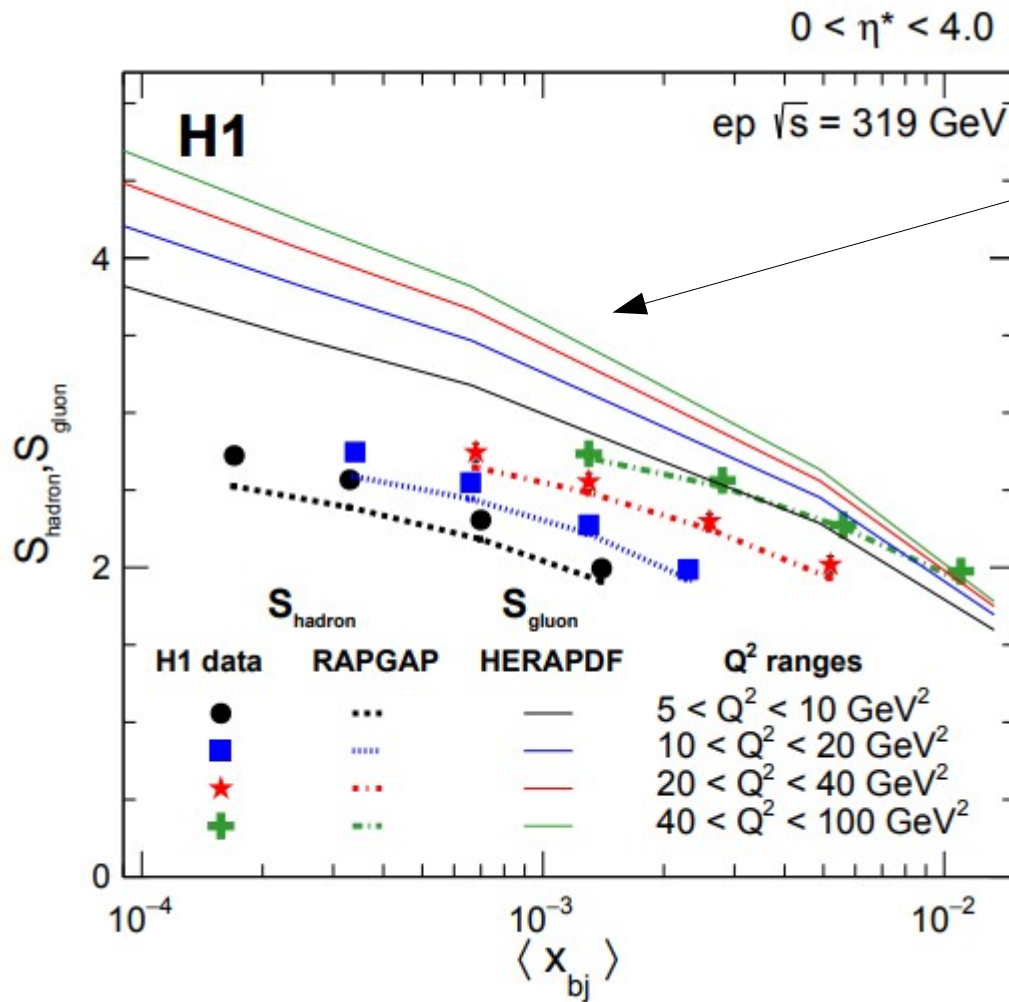 0 < η* < 4.0
H1
ep √s = 319 GeV
4
2
0
S_hadron, S_gluon
S_hadron S_gluon
H1 data RAPGAP HERAPDF Q² ranges
5 < Q² < 10 GeV²
10 < Q² < 20 GeV²
20 < Q² < 40 GeV²
40 < Q² < 100 GeV²
10⁻⁴ 10⁻³ 10⁻²
⟨ x_bj ⟩